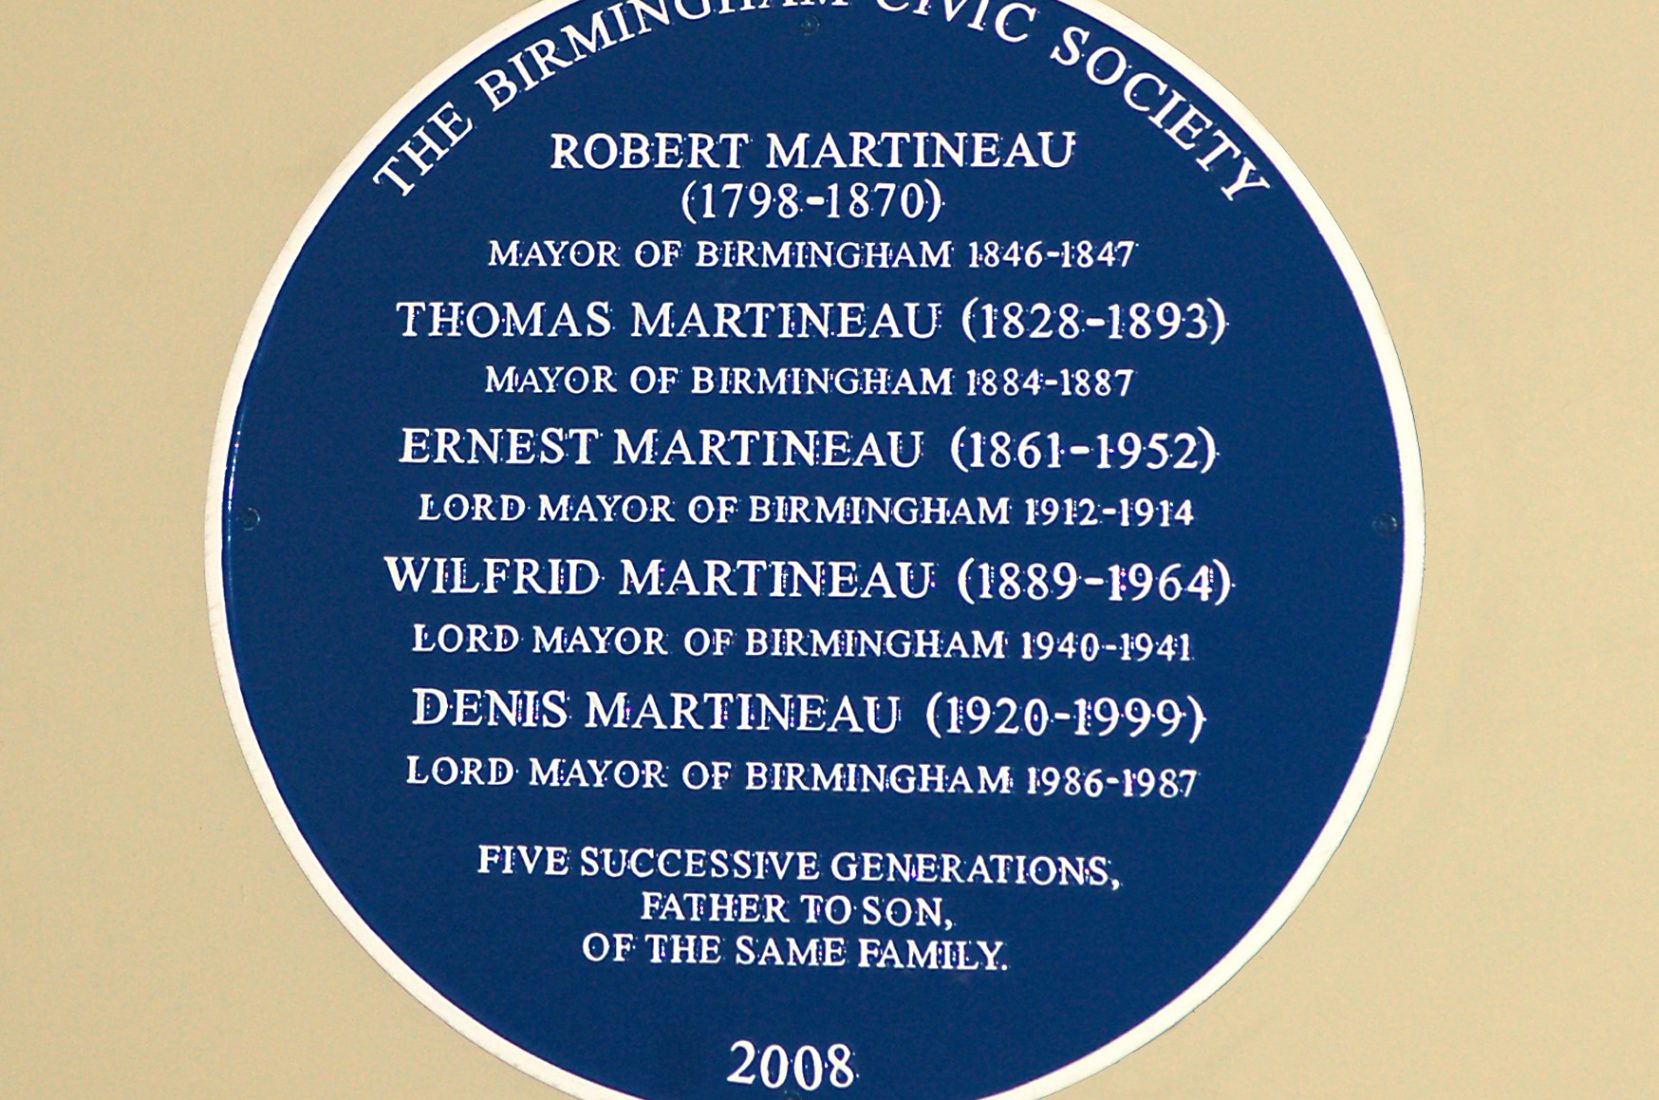 THE BIRMINGHAM CIVIC SOCIETY
ROBERT MARTINEAU
(1798-1870)
MAYOR OF BIRMINGHAM 1846-1847
THOMAS MARTINEAU (1828-1893)
MAYOR OF BIRMINGHAM 1884-1887
ERNEST MARTINEAU (1861-1952)
LORD MAYOR OF BIRMINGHAM 1912-1914
WILFRID MARTINEAU (1889-1964)
LORD MAYOR OF BIRMINGHAM 1940-1941
DENIS MARTINEAU (1920-1999)
LORD MAYOR OF BIRMINGHAM 1986-1987
FIVE SUCCESSIVE GENERATIONS,
FATHER TO SON,
OF THE SAME FAMILY.
2008